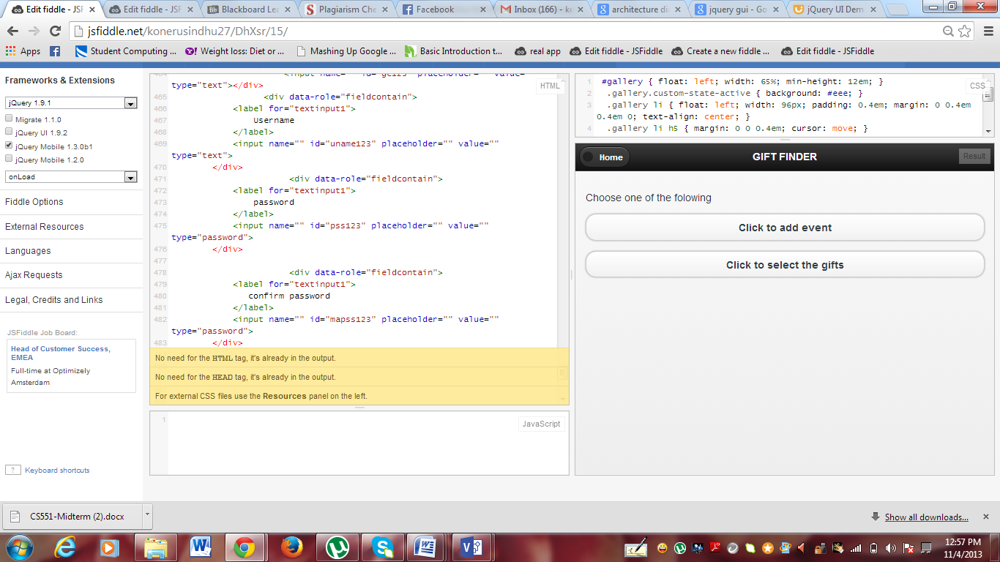 Edit fiddle - JSF
Edit fiddle - JSF
Bb Blackboard Lea
Plagiarism Che
Facebook
Inbox (166) - k
architecture di
jquery gui - Go
jQuery UI Dem
jsfiddle.net/konerusindhu27/DhXsr/15/
Apps
Student Computing ...
Weight loss: Diet or ...
Mashing Up Google ...
Basic Introduction t...
real app
Edit fiddle - JSFiddle
Create a new fiddle ...
Edit fiddle - JSFiddle
Frameworks & Extensions
jQuery 1.9.1
Migrate 1.1.0
jQuery UI 1.9.2
jQuery Mobile 1.3.0b1
jQuery Mobile 1.2.0
onLoad
Fiddle Options
External Resources
Languages
Ajax Requests
Legal, Credits and Links
JSFiddle Job Board:
Head of Customer Success,
EMEA
Full-time at Optimizely
Amsterdam
? Keyboard shortcuts
HTML
type="text"></div>
465 <div data-role="fieldcontain">
466 <label for="textinput1">
467 Username
468 </label>
469 <input name="" id="uname123" placeholder="" value=""
type="text">
470 </div>
471 <div data-role="fieldcontain">
472 <label for="textinput1">
473 password
474 </label>
475 <input name="" id="pss123" placeholder="" value=""
type="password">
476 </div>
477
478 <div data-role="fieldcontain">
479 <label for="textinput1">
480 confirm password
481 </label>
482 <input name="" id="mapss123" placeholder="" value=""
type="password">
483 </div>
No need for the HTML tag, it's already in the output.
No need for the HEAD tag, it's already in the output.
For external CSS files use the Resources panel on the left.
1
JavaScript
CSS
1 #gallery { float: left; width: 65%; min-height: 12em; }
2 .gallery.custom-state-active { background: #eee; }
3 .gallery li { float: left; width: 96px; padding: 0.4em; margin: 0 0.4em
0.4em 0; text-align: center; }
4 .gallery li h5 { margin: 0 0 0.4em; cursor: move; }
Home
GIFT FINDER
Result
Choose one of the folowing
Click to add event
Click to select the gifts
CS551-Midterm (2).docx
Show all downloads...
12:57 PM
11/4/2013